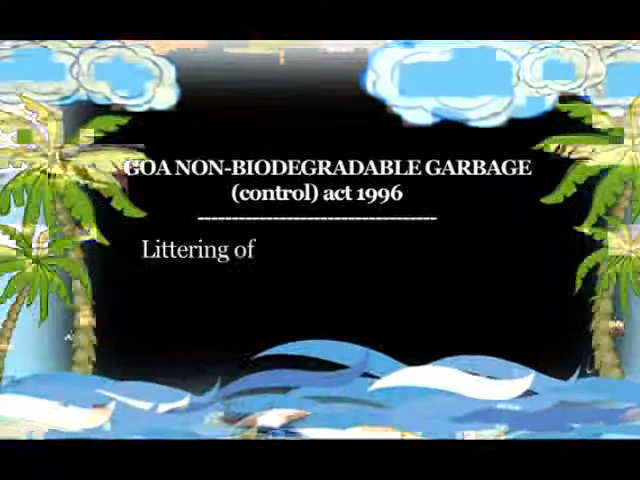 GOA NON-BIODEGRADABLE GARBAGE
(control) act 1996
-----------------------------------
Littering of